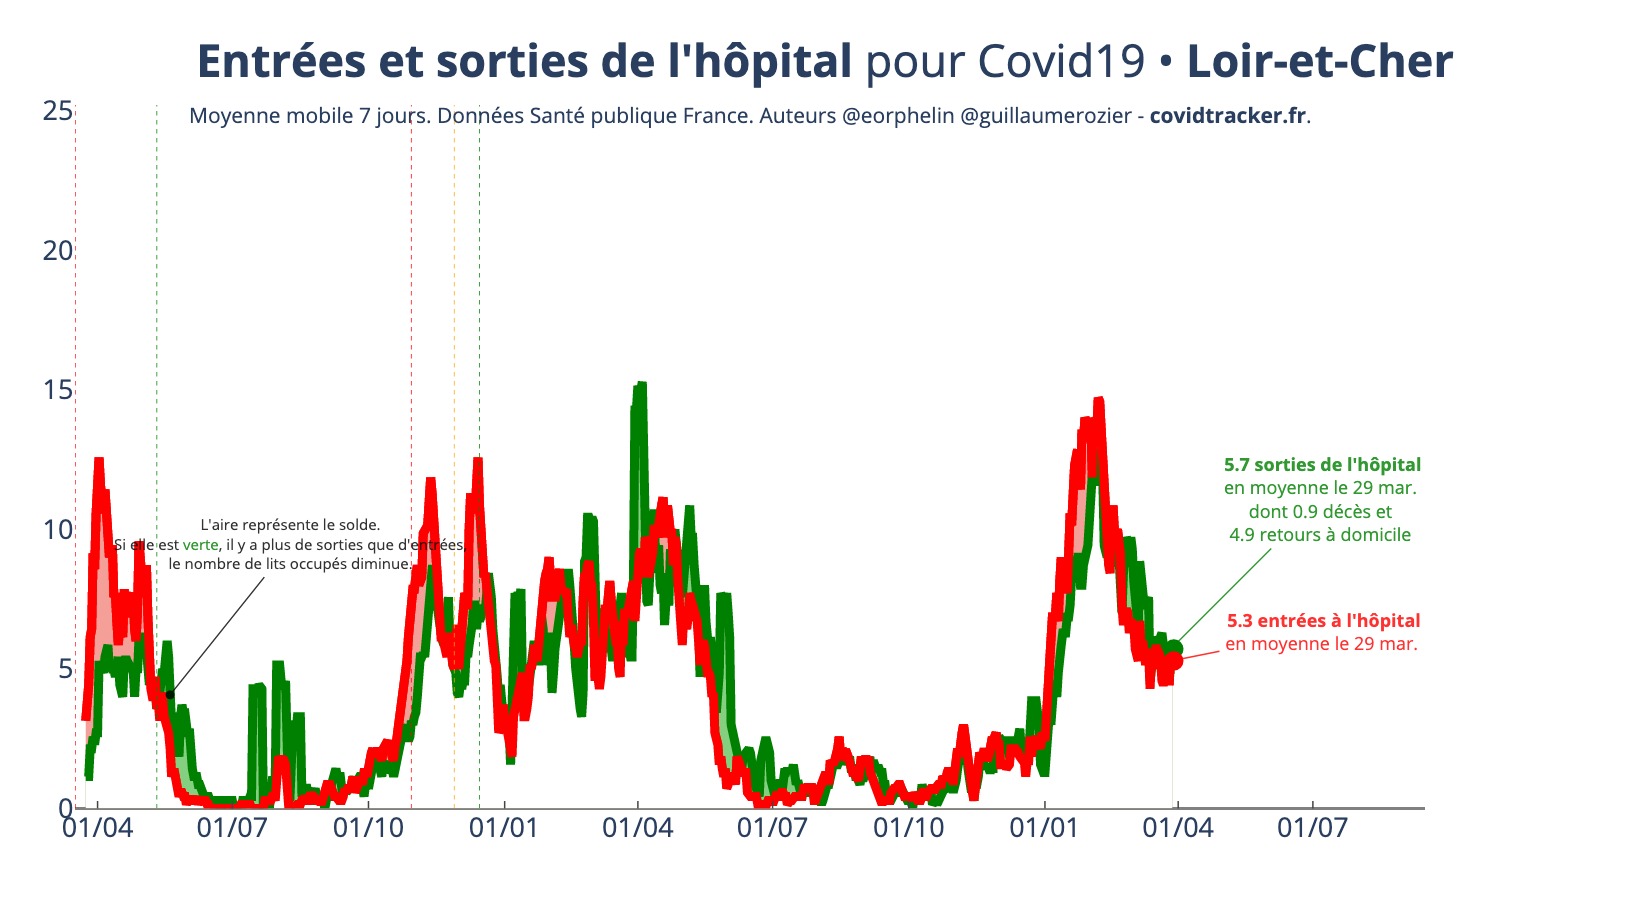 Entrées et sorties de l'hôpital pour Covid19 • Loir-et-Cher
Moyenne mobile 7 jours. Données Santé publique France. Auteurs @eorphelin @guillaumerozier - covidtracker.fr.
25
20
15
10
5
0
L'aire représente le solde.
Si elle est verte, il y a plus de sorties que d'entrées,
le nombre de lits occupés diminue.
5.7 sorties de l'hôpital
en moyenne le 29 mar.
dont 0.9 décès et
4.9 retours à domicile
5.3 entrées à l'hôpital
en moyenne le 29 mar.
01/04 01/07 01/10 01/01 01/04 01/07 01/10 01/01 01/04 01/07